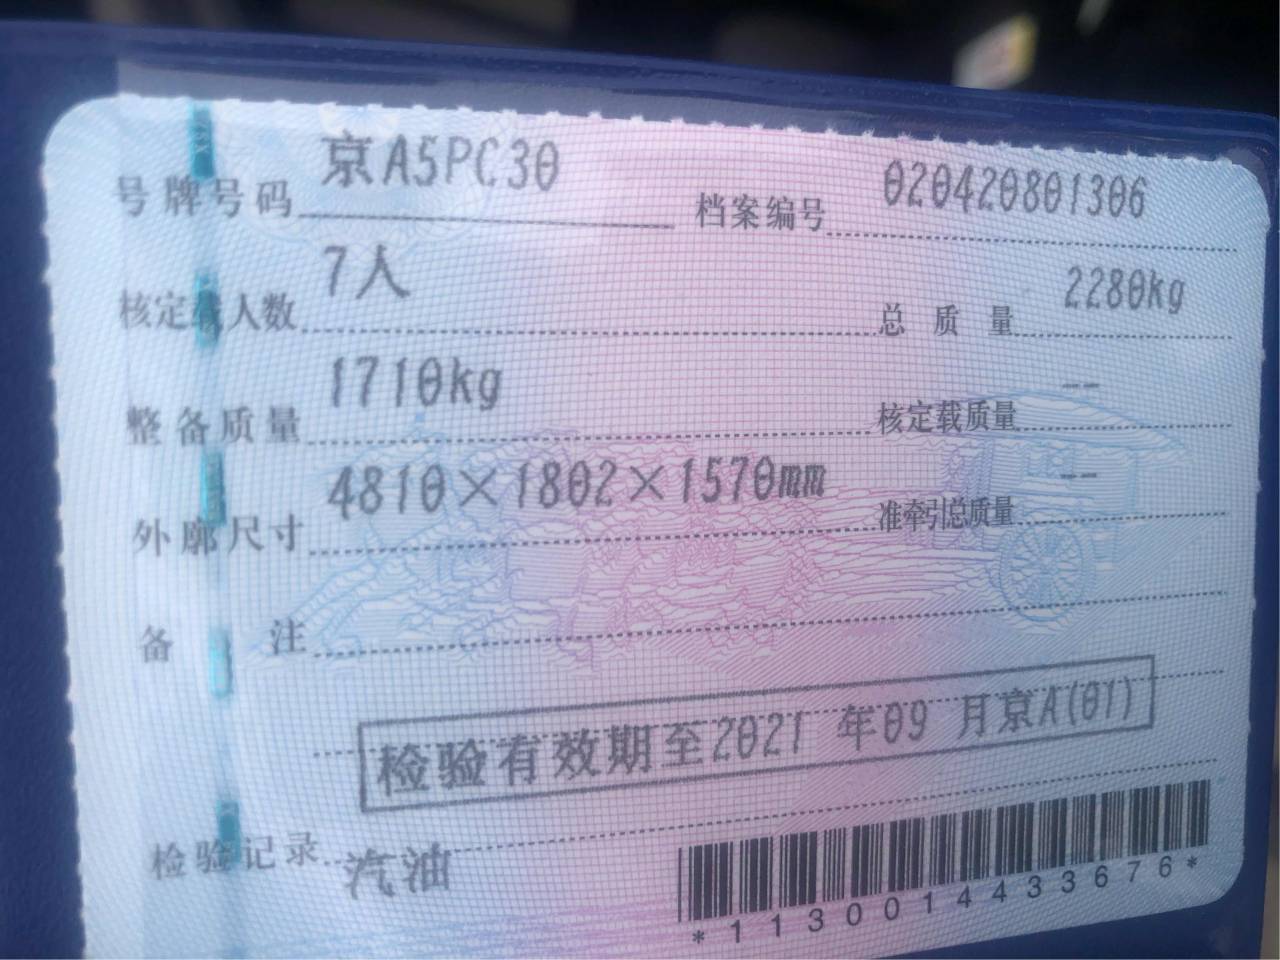 号牌号码 京A5PC30 档案编号 020420801306
核定载人数 7人 总质量 2280kg
整备质量 1710kg 核定载质量 --
外廓尺寸 4810×1802×1570mm 准牵引总质量 --
备注
检验有效期至2021年09月京A(01)
检验记录 汽油
*1130014433676*